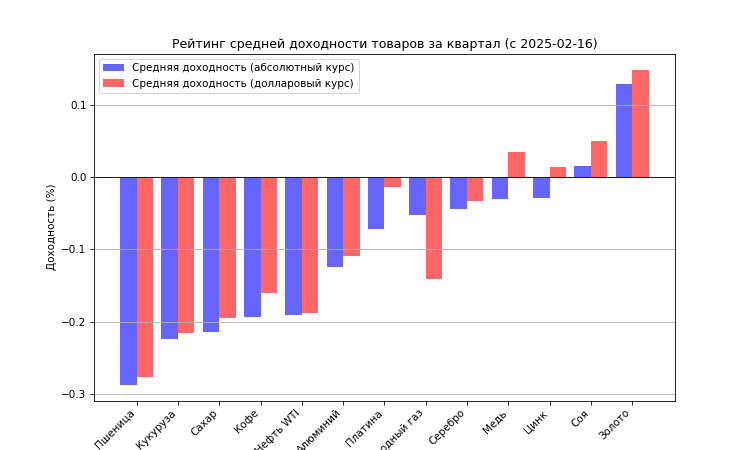 Рейтинг средней доходности товаров за квартал (с 2025-02-16)
Средняя доходность (абсолютный курс)
Средняя доходность (долларовый курс)
Доходность (%)
0.1
0.0
−0.1
−0.2
−0.3
Пшеница
Кукуруза
Сахар
Кофе
Нефть WTI
Алюминий
Платина
газ
Серебро
Медь
Цинк
Соя
Золото